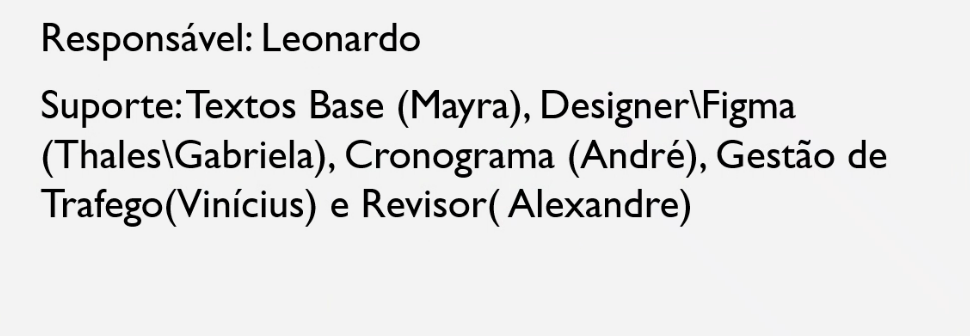 Responsável: Leonardo
Suporte: Textos Base (Mayra), Designer\Figma
(Thales\Gabriela), Cronograma (André), Gestão de
Trafego(Vinícius) e Revisor( Alexandre)